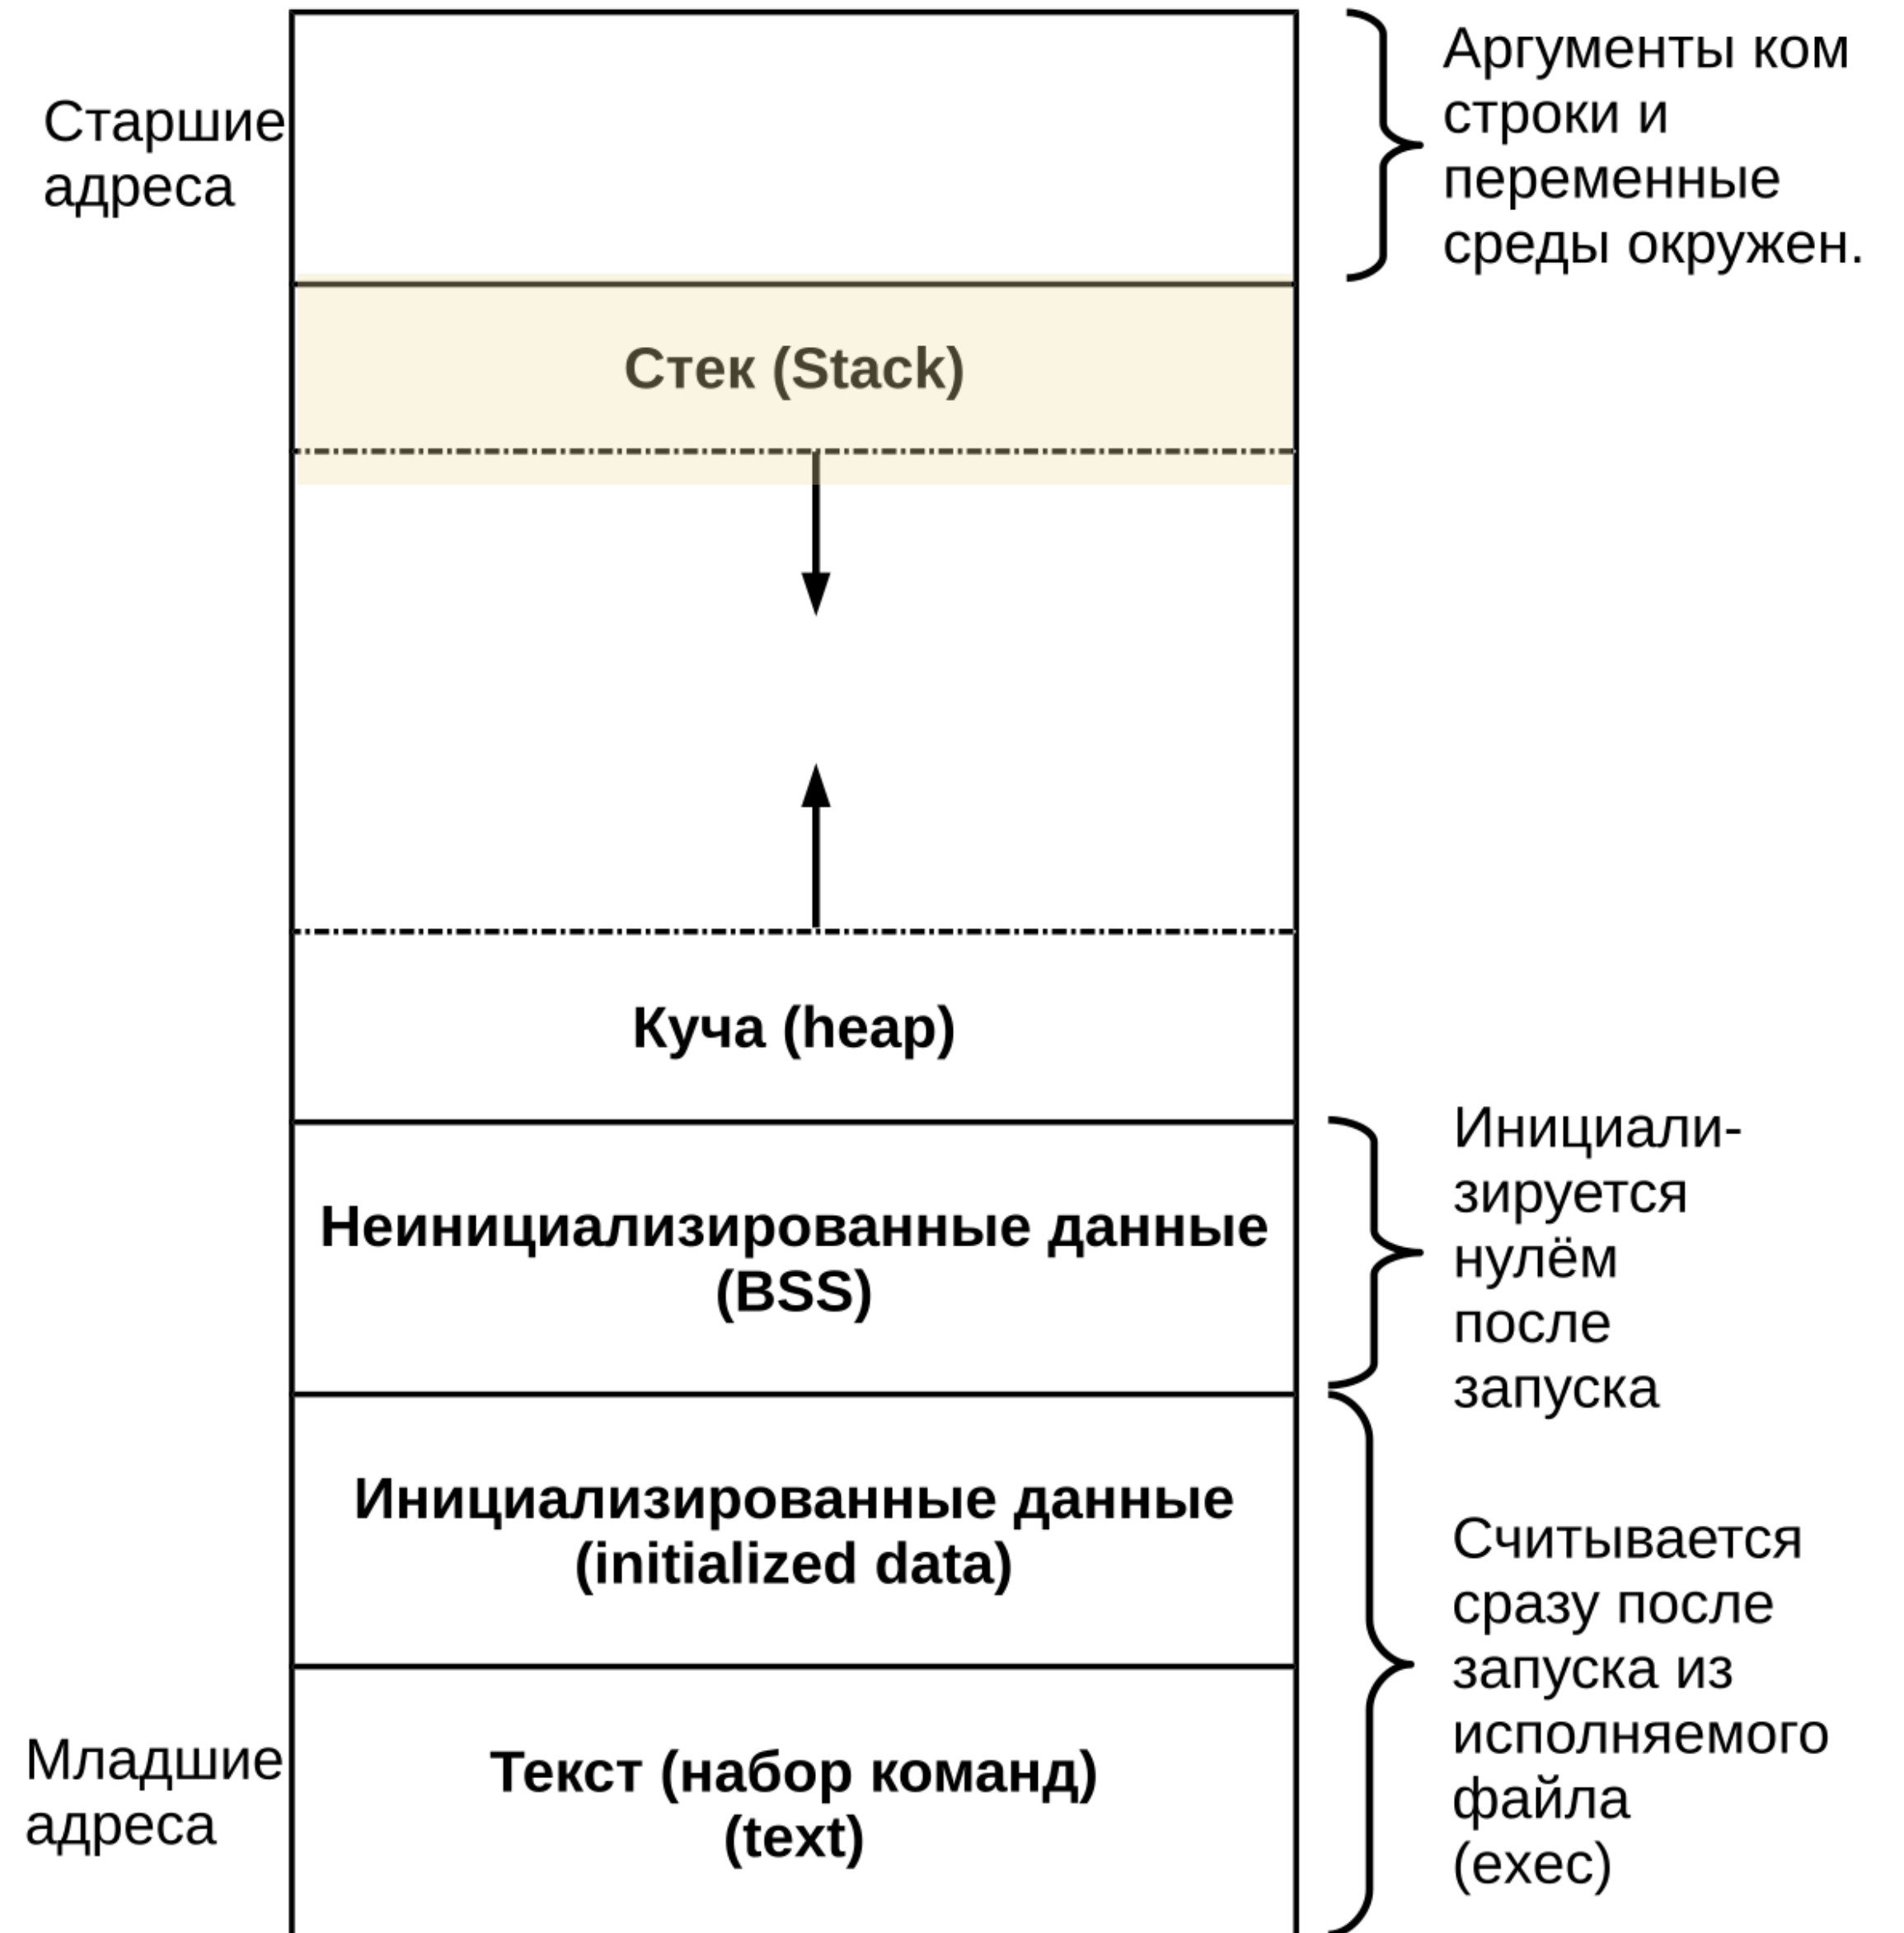 Старшие
адреса
Аргументы ком
строки и
переменные
среды окружен.
Стек (Stack)
Куча (heap)
Неинициализированные данные
(BSS)
Инициали-
зируется
нулём
после
запуска
Инициализированные данные
(initialized data)
Считывается
сразу после
запуска из
исполняемого
файла
(exec)
Младшие
адреса
Текст (набор команд)
(text)